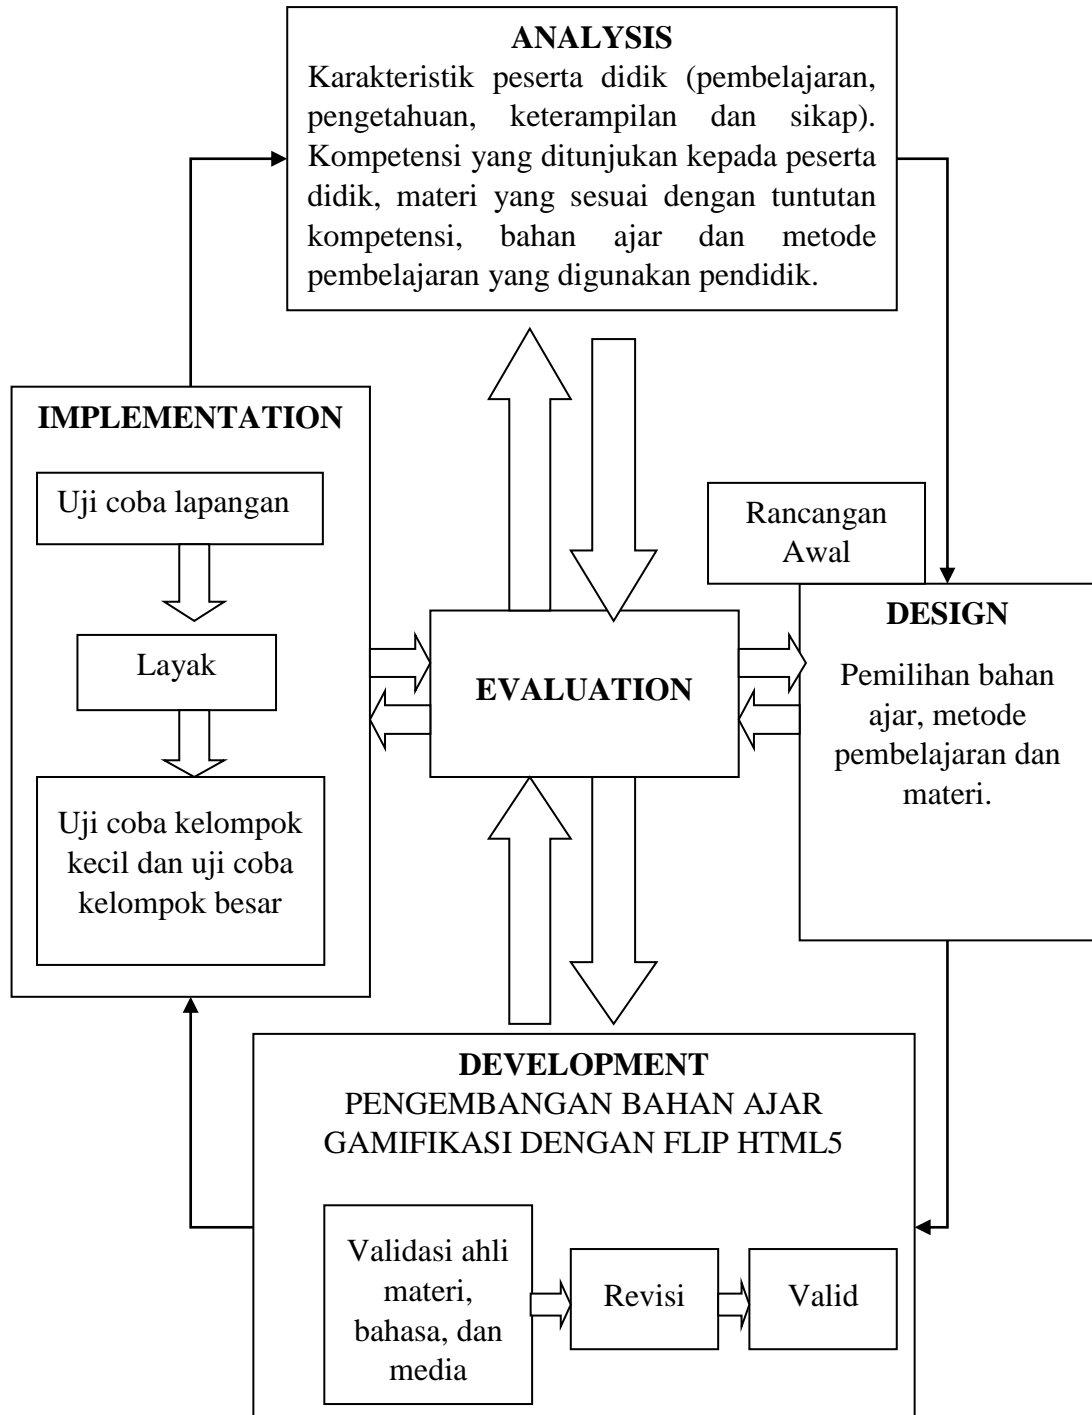 ANALYSIS
Karakteristik peserta didik (pembelajaran,
pengetahuan, keterampilan dan sikap).
Kompetensi yang ditunjukan kepada peserta
didik, materi yang sesuai dengan tuntutan
kompetensi, bahan ajar dan metode
pembelajaran yang digunakan pendidik.
IMPLEMENTATION
Uji coba lapangan
Layak
Uji coba kelompok
kecil dan uji coba
kelompok besar
EVALUATION
Rancangan
Awal
DESIGN
Pemilihan bahan
ajar, metode
pembelajaran dan
materi.
DEVELOPMENT
PENGEMBANGAN BAHAN AJAR
GAMIFIKASI DENGAN FLIP HTML5
Validasi ahli
materi,
bahasa, dan
media
Revisi
Valid